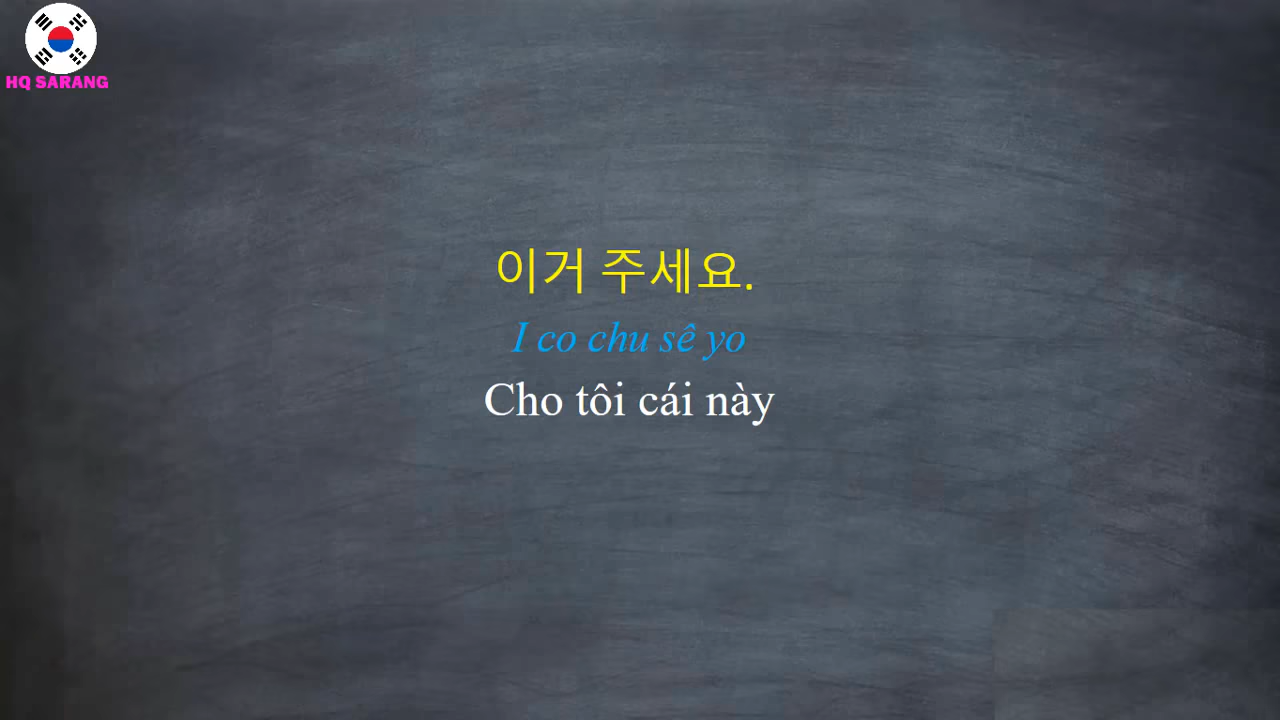 HQ SARANG
이거 주세요.
I co chu sê yo
Cho tôi cái này